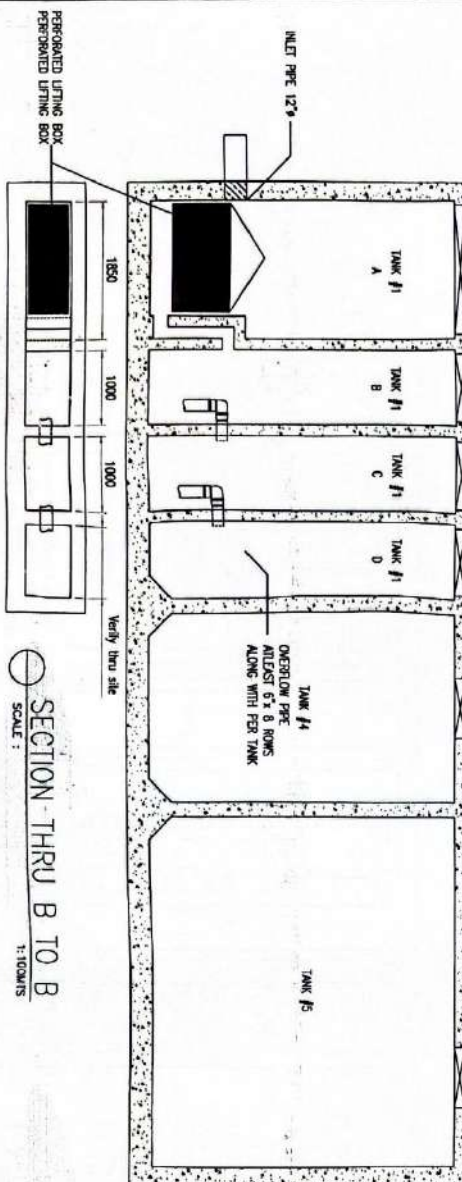 INLET PIPE 12"ø
TANK #1
A
TANK #1
B
TANK #1
C
TANK #1
D
OVERFLOW PIPE
ATLEAST 6"x 8 ROWS
ALONG WITH PER TANK
TANK #4
TANK #5
PERFORATED LIFTING BOX
PERFORATED LIFTING BOX
1850
1000
1000
Verify thru site
SECTION THRU B TO B
SCALE :
1:100MTS